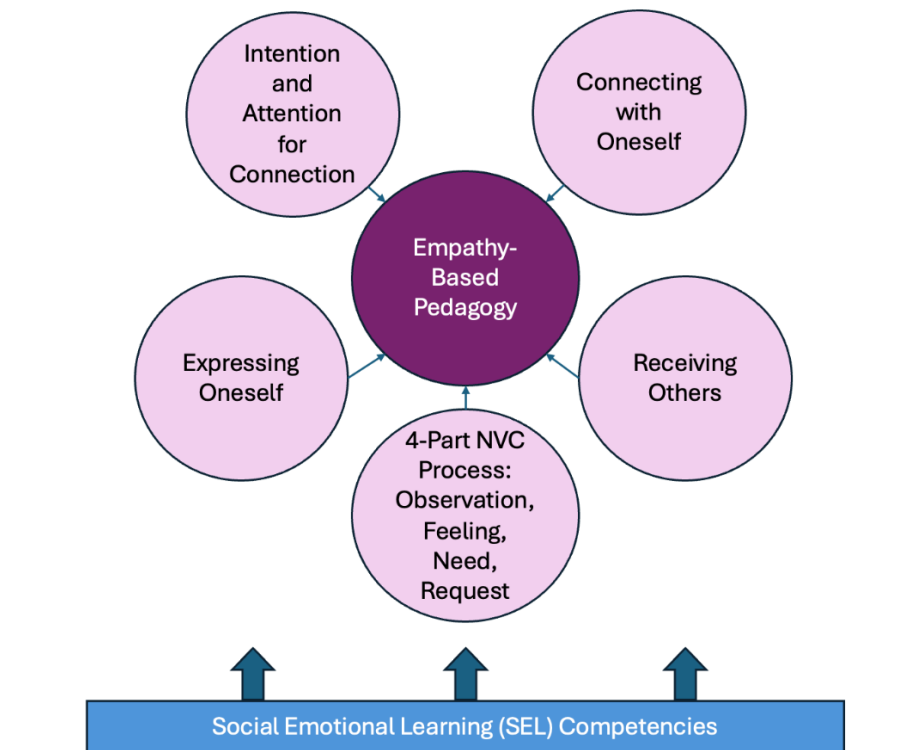 Intention
and
Attention
for
Connection
Connecting
with
Oneself
Empathy-
Based
Pedagogy
Expressing
Oneself
Receiving
Others
4-Part NVC
Process:
Observation,
Feeling,
Need,
Request
Social Emotional Learning (SEL) Competencies